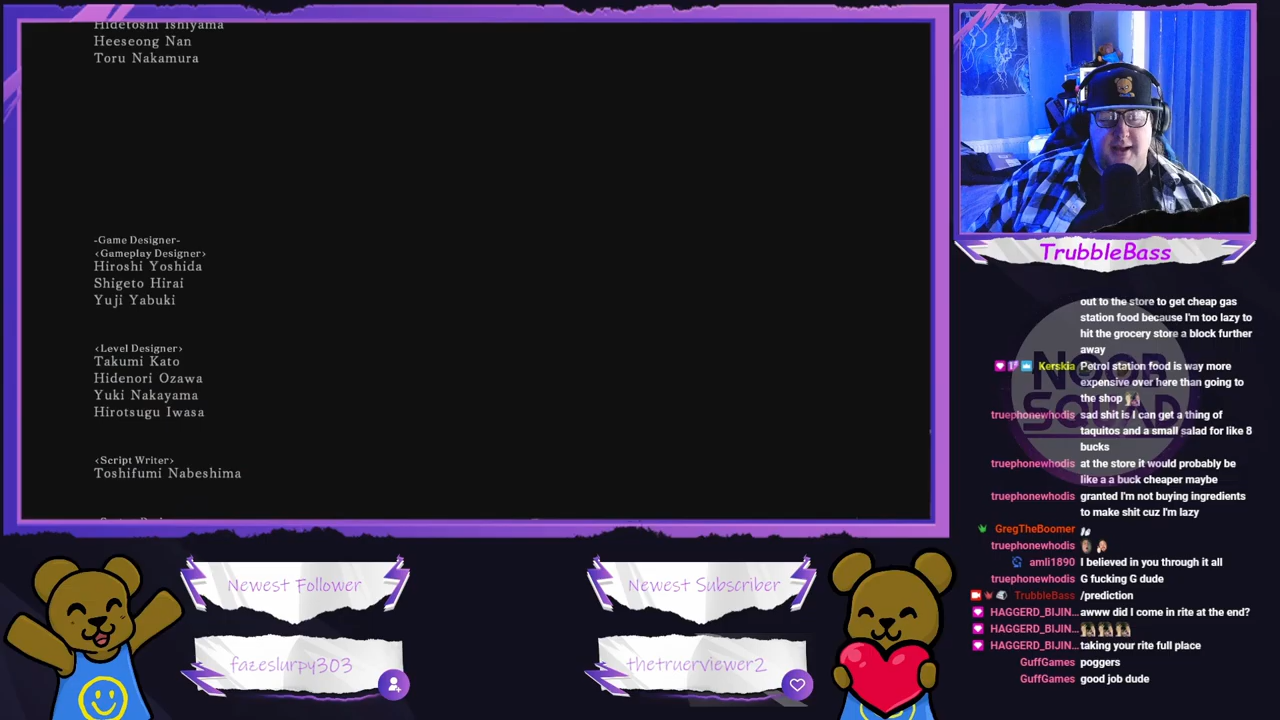 Hidetoshi Ishiyama
Heeseong Nan
Toru Nakamura
-Game Designer-
<Gameplay Designer>
Hiroshi Yoshida
Shigeto Hirai
Yuji Yabuki
<Level Designer>
Takumi Kato
Hidenori Ozawa
Yuki Nakayama
Hirotsugu Iwasa
<Script Writer>
Toshifumi Nabeshima
TrubbleBass
NOOB
SQUAD
out to the store to get cheap gas
station food because I'm too lazy to
hit the grocery store a block further
away
Kerskia Petrol station food is way more
expensive over here than going to
the shop
truephonewhodis sad shit is I can get a thing of
taquitos and a small salad for like 8
bucks
truephonewhodis at the store it would probably be
like a a buck cheaper maybe
truephonewhodis granted I'm not buying ingredients
to make shit cuz I'm lazy
GregTheBoomer
truephonewhodis
amli1890 I believed in you through it all
truephonewhodis G fucking G dude
TrubbleBass /prediction
HAGGERD_BIJIN... awww did I come in rite at the end?
HAGGERD_BIJIN...
HAGGERD_BIJIN... taking your rite full place
GuffGames poggers
GuffGames good job dude
Newest Follower
fazeslurpy303
Newest Subscriber
thetruerviewer2